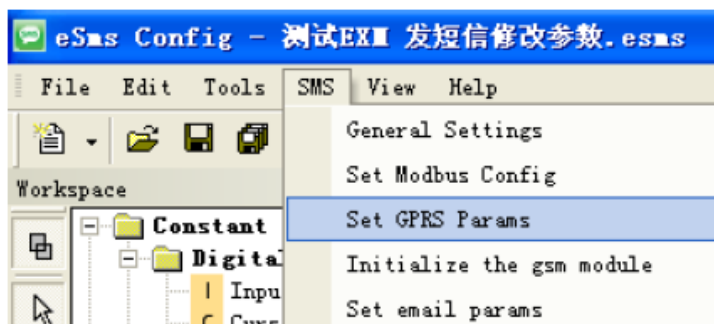 eSms Config - 测试EXM 发短信修改参数.esms
File Edit Tools SMS View Help
General Settings
Set Modbus Config
Workspace
Set GPRS Params
Constant
Digital
Initialize the gsm module
Inpu
Set email params